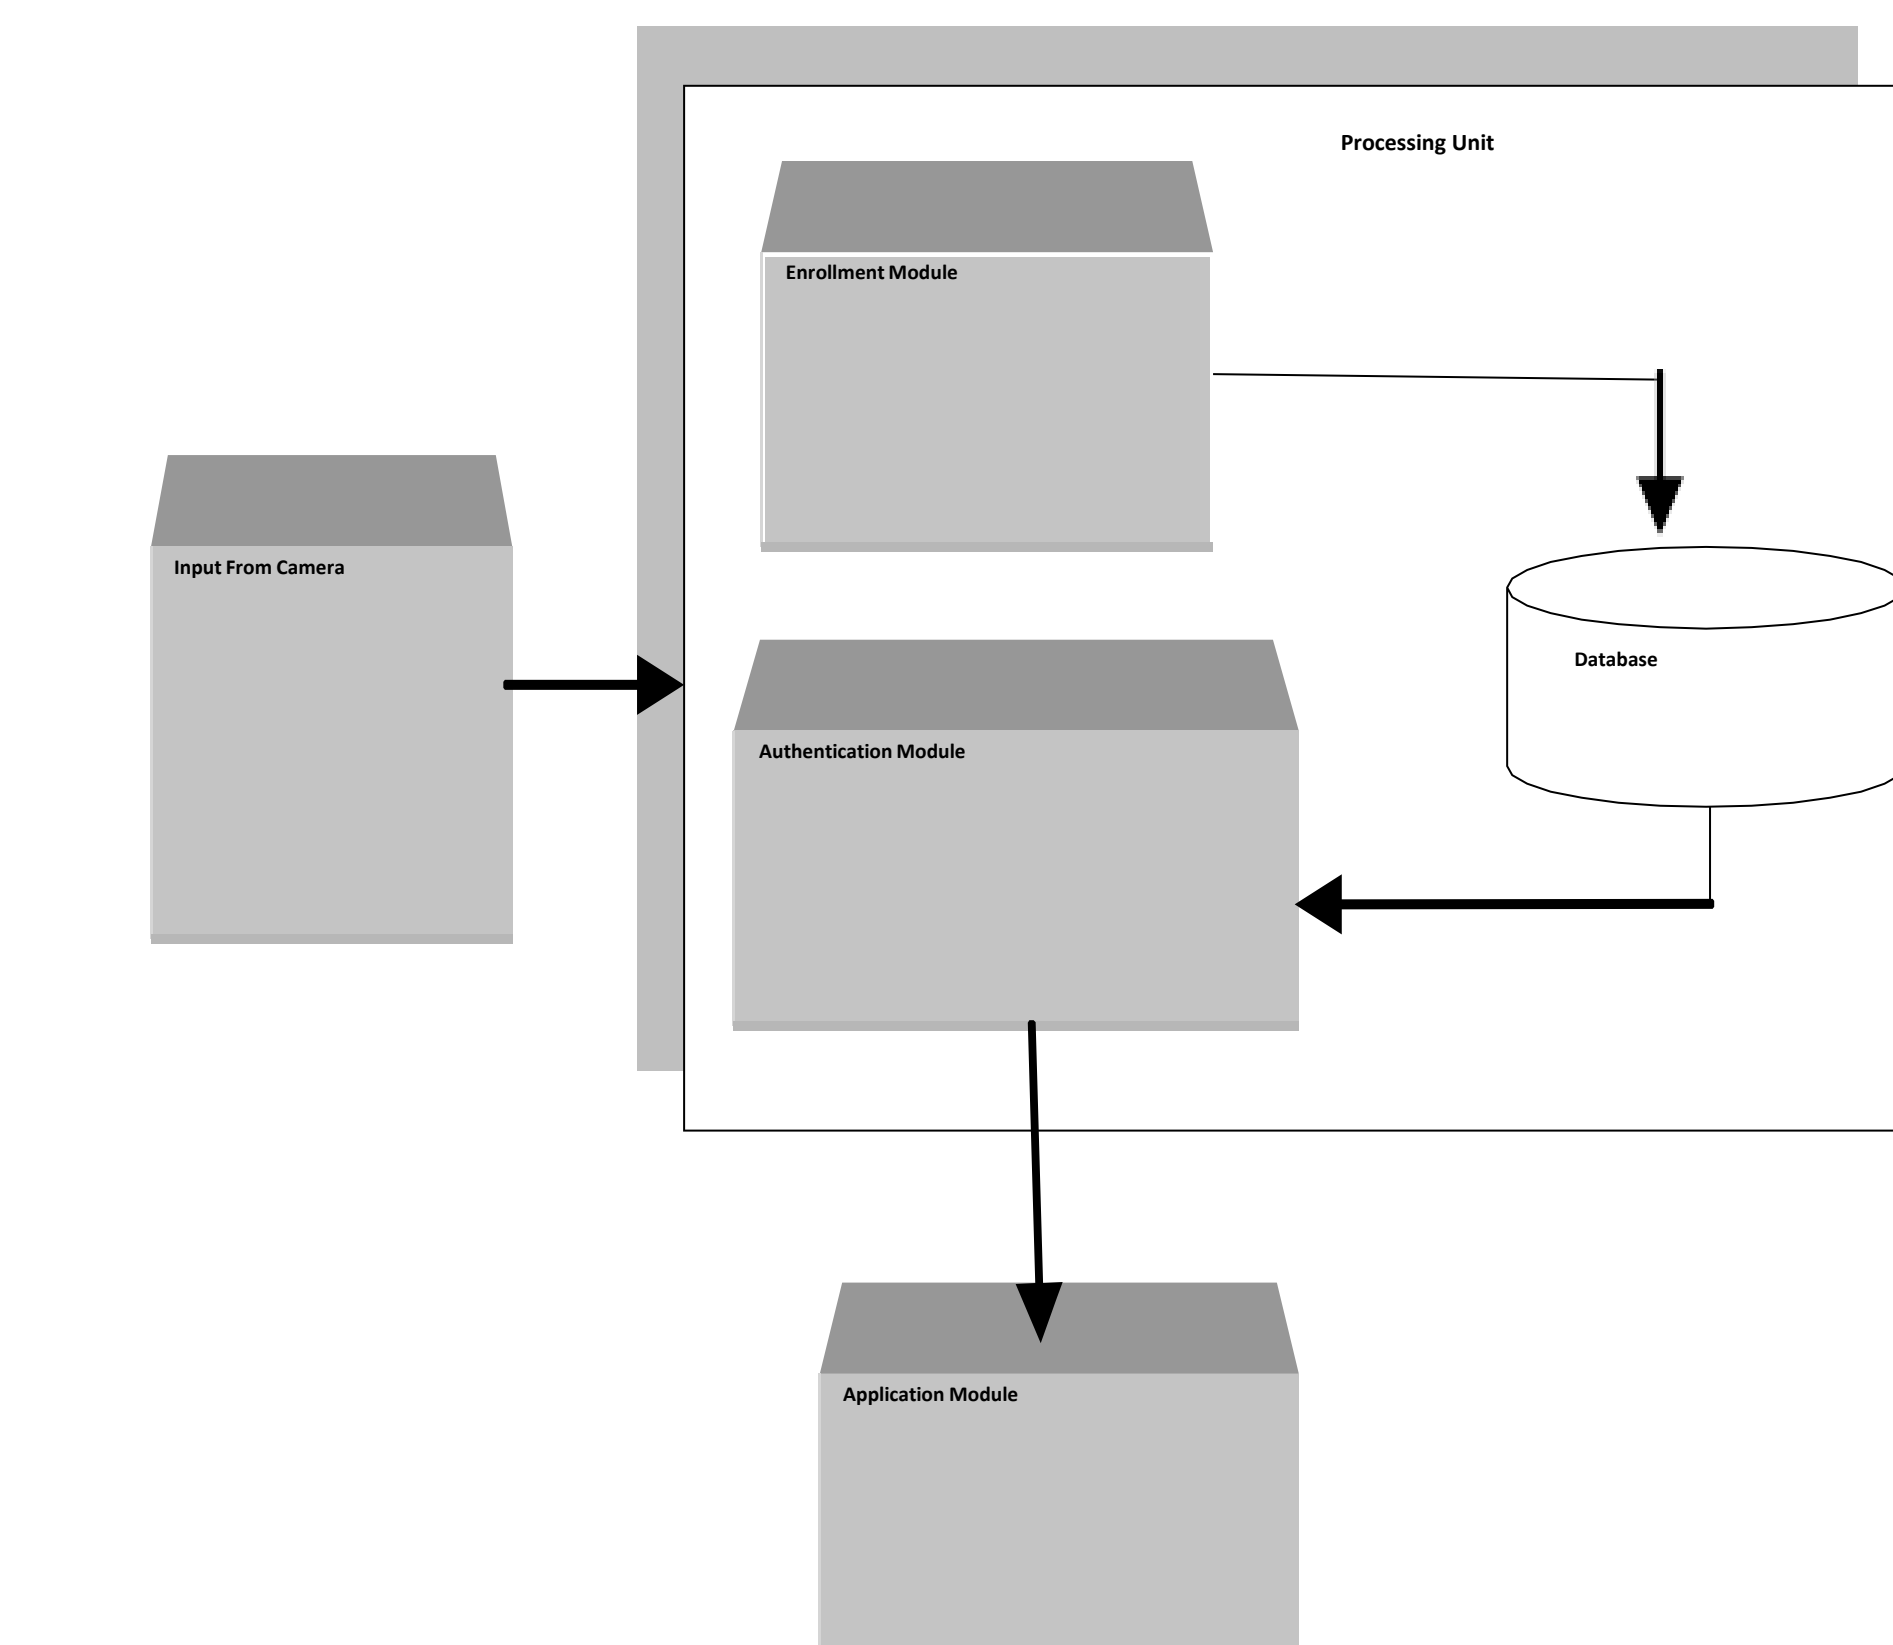 Processing Unit
Enrollment Module
Input From Camera
Database
Authentication Module
Application Module